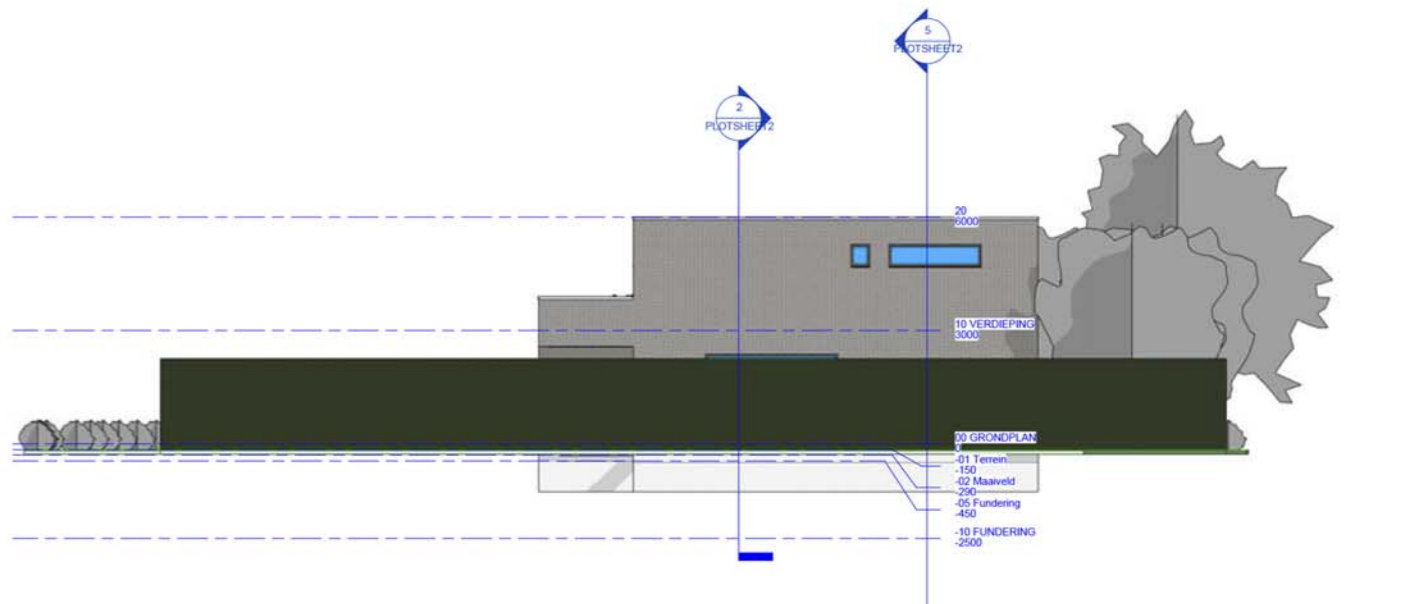 5
PLOTSHEET2
2
PLOTSHEET2
20
6000
10 VERDIEPING
3000
00 GRONDPLAN
0
-01 Terrein
-150
-02 Maaiveld
-290
-05 Fundering
-450
-10 FUNDERING
-2500